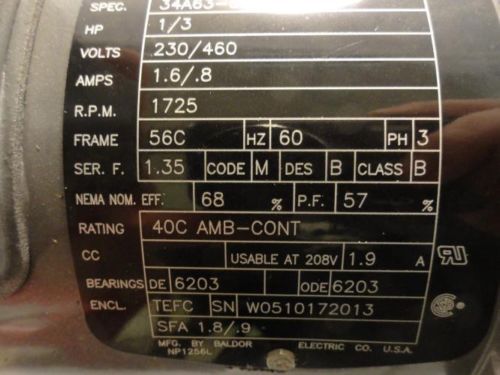 SPEC. 34A63-
HP 1/3
VOLTS 230/460
AMPS 1.6/.8
R.P.M. 1725
FRAME 56C HZ 60 PH 3
SER. F. 1.35 CODE M DES B CLASS B
NEMA NOM. EFF. 68 % P.F. 57 %
RATING 40C AMB-CONT
CC USABLE AT 208V 1.9 A
BEARINGS DE 6203 ODE 6203
ENCL. TEFC SN W0510172013
SFA 1.8/.9
MFG. BY BALDOR ELECTRIC CO. U.S.A.
NP1256L